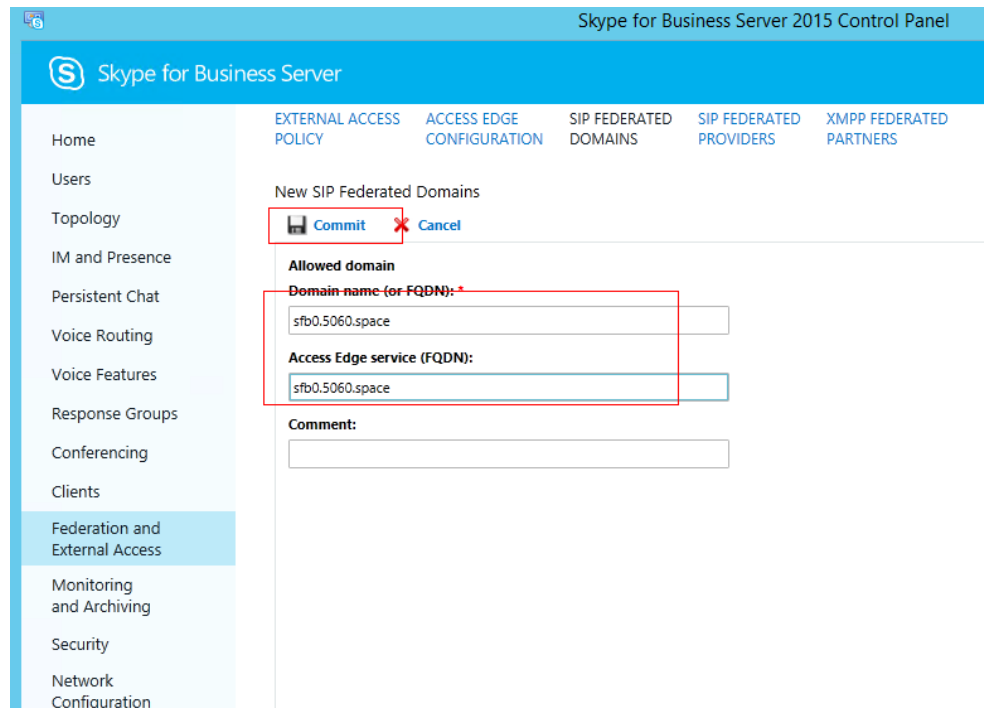 Skype for Business Server 2015 Control Panel
Skype for Business Server
Home
Users
Topology
IM and Presence
Persistent Chat
Voice Routing
Voice Features
Response Groups
Conferencing
Clients
Federation and
External Access
Monitoring
and Archiving
Security
Network
Configuration
EXTERNAL ACCESS
POLICY
ACCESS EDGE
CONFIGURATION
SIP FEDERATED
DOMAINS
SIP FEDERATED
PROVIDERS
XMPP FEDERATED
PARTNERS
New SIP Federated Domains
Commit
Cancel
Allowed domain
Domain name (or FQDN): *
sfb0.5060.space
Access Edge service (FQDN):
sfb0.5060.space
Comment: